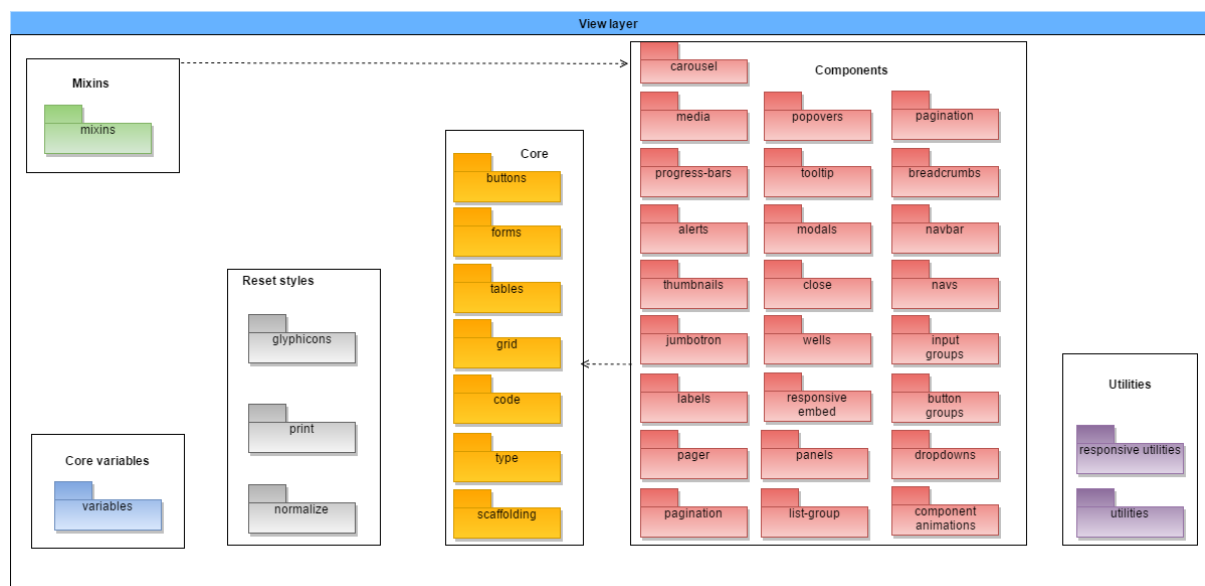 View layer
Mixins
mixins
Core variables
variables
Reset styles
glyphicons
print
normalize
Core
buttons
forms
tables
grid
code
type
scaffolding
Components
carousel
media
popovers
pagination
progress-bars
tooltip
breadcrumbs
alerts
modals
navbar
thumbnails
close
navs
jumbotron
wells
input
groups
labels
responsive
embed
button
groups
pager
panels
dropdowns
pagination
list-group
component
animations
Utilities
responsive utilities
utilities